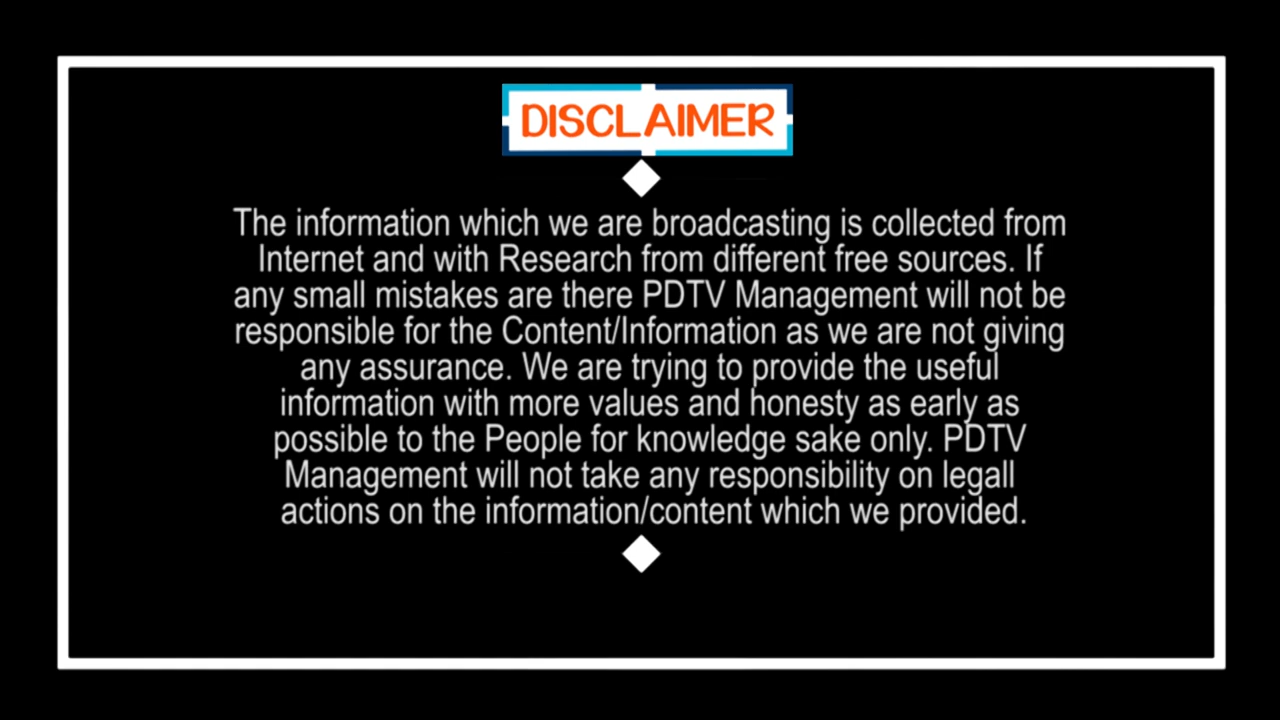 DISCLAIMER
The information which we are broadcasting is collected from
Internet and with Research from different free sources. If
any small mistakes are there PDTV Management will not be
responsible for the Content/Information as we are not giving
any assurance. We are trying to provide the useful
information with more values and honesty as early as
possible to the People for knowledge sake only. PDTV
Management will not take any responsibility on legall
actions on the information/content which we provided.